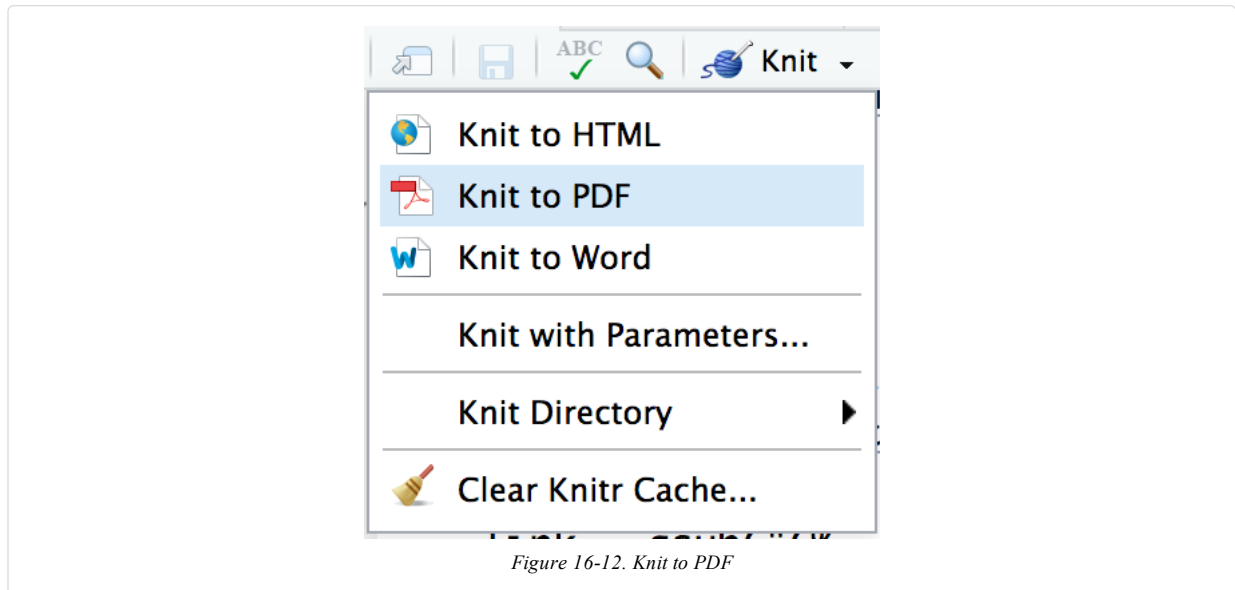 ABC
Knit
Knit to HTML
Knit to PDF
W
Knit to Word
Knit with Parameters...
Knit Directory
Clear Knitr Cache...
Figure 16-12. Knit to PDF